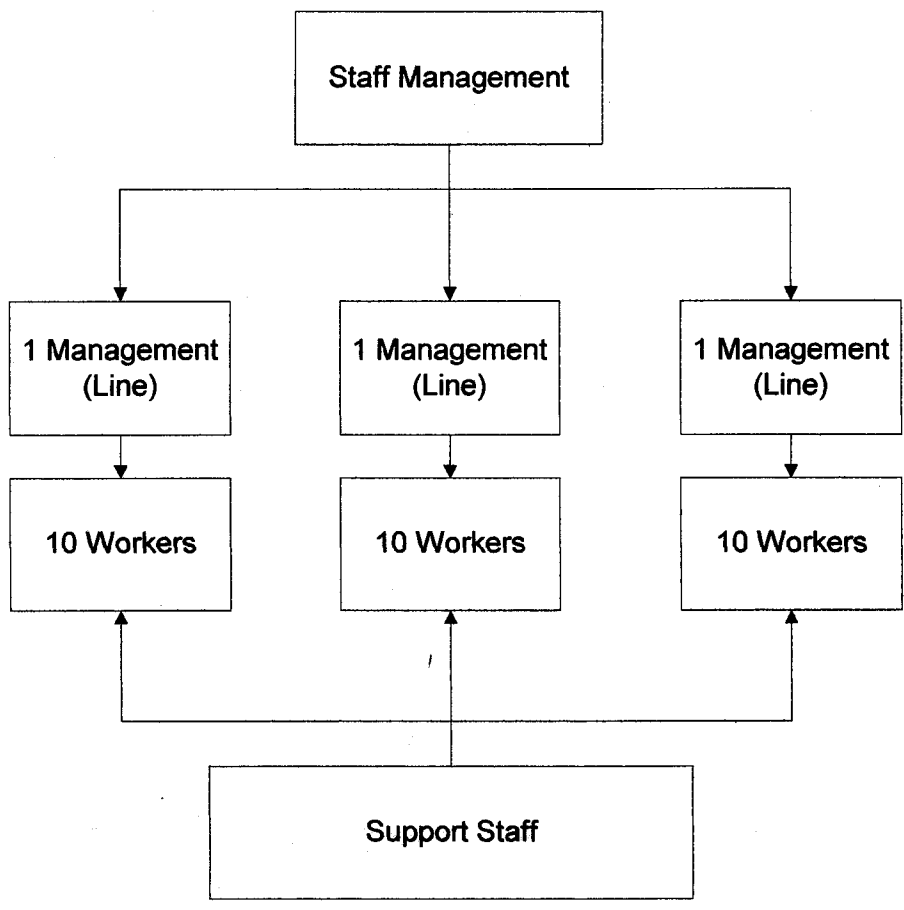 Staff Management
1 Management
(Line)
1 Management
(Line)
1 Management
(Line)
10 Workers
10 Workers
10 Workers
Support Staff